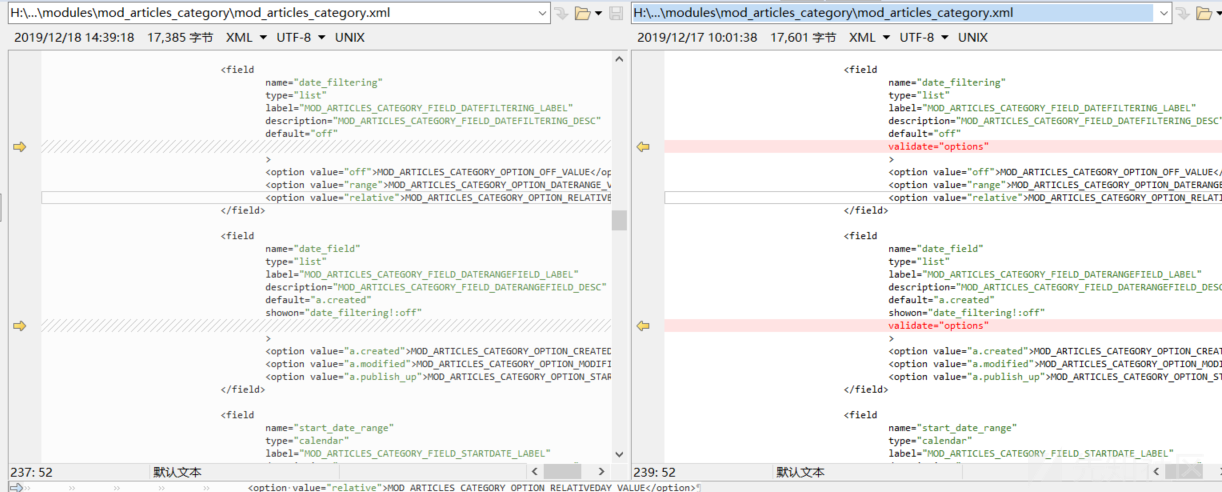 H:\...\modules\mod_articles_category\mod_articles_category.xml
2019/12/18 14:39:18 17,385 字节 XML UTF-8 UNIX
<field
name="date_filtering"
type="list"
label="MOD_ARTICLES_CATEGORY_FIELD_DATEFILTERING_LABEL"
description="MOD_ARTICLES_CATEGORY_FIELD_DATEFILTERING_DESC"
default="off"
>
<option value="off">MOD_ARTICLES_CATEGORY_OPTION_OFF_VALUE</op
<option value="range">MOD_ARTICLES_CATEGORY_OPTION_DATERANGE_V
<option value="relative">MOD_ARTICLES_CATEGORY_OPTION_RELATIVE
</field>
<field
name="date_field"
type="list"
label="MOD_ARTICLES_CATEGORY_FIELD_DATERANGEFIELD_LABEL"
description="MOD_ARTICLES_CATEGORY_FIELD_DATERANGEFIELD_DESC"
default="a.created"
showon="date_filtering!:off"
>
<option value="a.created">MOD_ARTICLES_CATEGORY_OPTION_CREATED
<option value="a.modified">MOD_ARTICLES_CATEGORY_OPTION_MODIFI
<option value="a.publish_up">MOD_ARTICLES_CATEGORY_OPTION_STAR
</field>
<field
name="start_date_range"
type="calendar"
label="MOD_ARTICLES_CATEGORY_FIELD_STARTDATE_LABEL"
237: 52 默认文本
H:\...\modules\mod_articles_category\mod_articles_category.xml
2019/12/17 10:01:38 17,601 字节 XML UTF-8 UNIX
<field
name="date_filtering"
type="list"
label="MOD_ARTICLES_CATEGORY_FIELD_DATEFILTERING_LABEL"
description="MOD_ARTICLES_CATEGORY_FIELD_DATEFILTERING_DESC"
default="off"
validate="options"
>
<option value="off">MOD_ARTICLES_CATEGORY_OPTION_OFF_VALUE</
<option value="range">MOD_ARTICLES_CATEGORY_OPTION_DATERANGE
<option value="relative">MOD_ARTICLES_CATEGORY_OPTION_RELATI
</field>
<field
name="date_field"
type="list"
label="MOD_ARTICLES_CATEGORY_FIELD_DATERANGEFIELD_LABEL"
description="MOD_ARTICLES_CATEGORY_FIELD_DATERANGEFIELD_DESC
default="a.created"
showon="date_filtering!:off"
validate="options"
>
<option value="a.created">MOD_ARTICLES_CATEGORY_OPTION_CREAT
<option value="a.modified">MOD_ARTICLES_CATEGORY_OPTION_MODI
<option value="a.publish_up">MOD_ARTICLES_CATEGORY_OPTION_ST
</field>
<field
name="start_date_range"
type="calendar"
label="MOD_ARTICLES_CATEGORY_FIELD_STARTDATE_LABEL"
239: 52 默认文本
<option·value="relative">MOD_ARTICLES_CATEGORY_OPTION_RELATIVEDAY_VALUE</option>¶